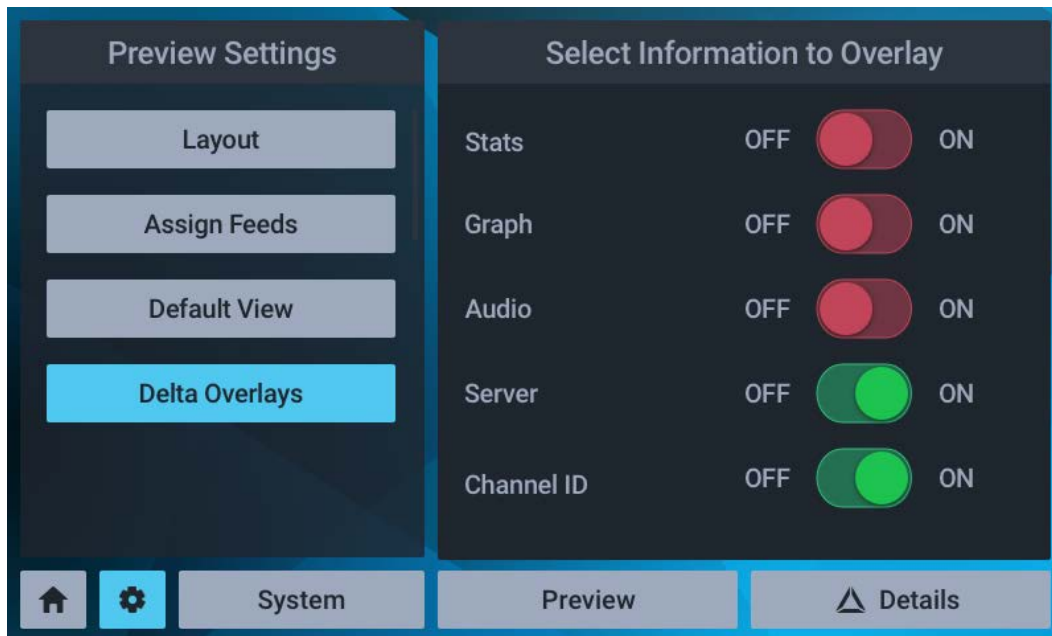 Preview Settings
Layout
Assign Feeds
Default View
Delta Overlays
Select Information to Overlay
Stats OFF ON
Graph OFF ON
Audio OFF ON
Server OFF ON
Channel ID OFF ON
System Preview Details